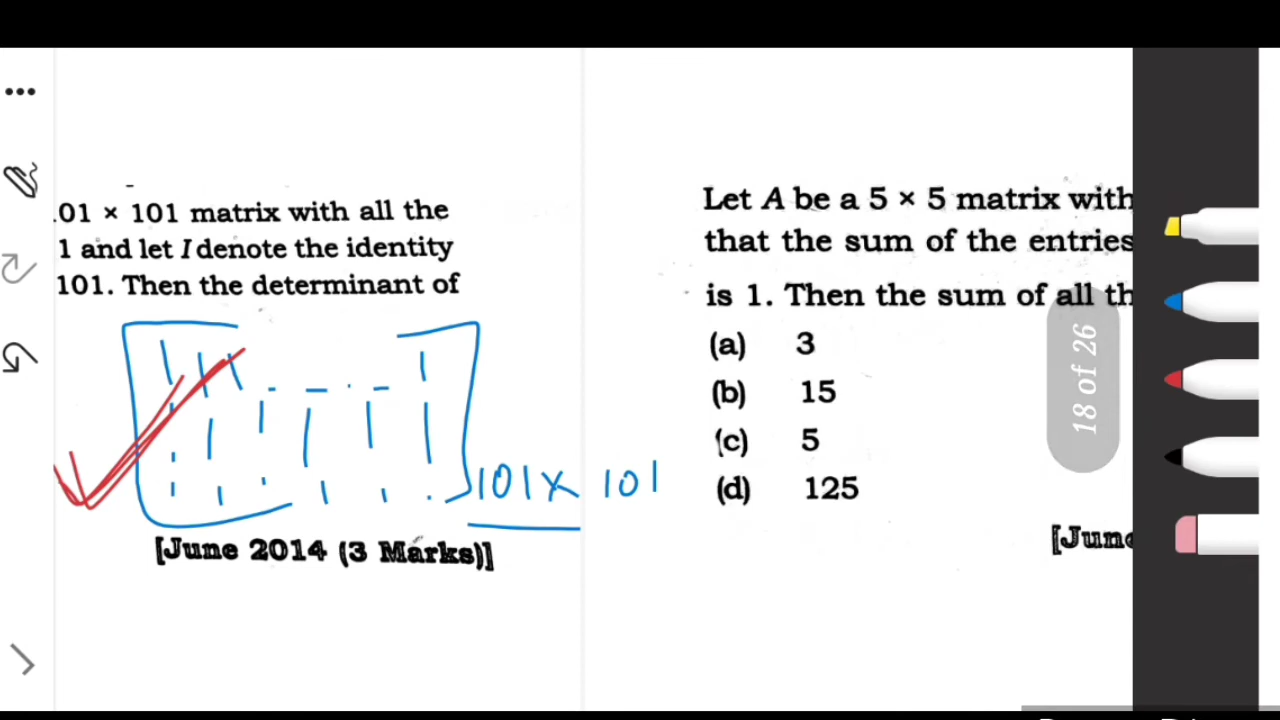 01 × 101 matrix with all the
1 and let I denote the identity
101. Then the determinant of
101 × 101
[June 2014 (3 Marks)]
Let A be a 5 × 5 matrix with
that the sum of the entries
is 1. Then the sum of all th
(a) 3
(b) 15
(c) 5
(d) 125
[June
18 of 26